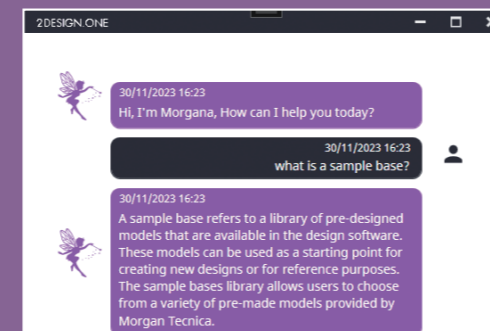 2DESIGN.ONE
30/11/2023 16:23
Hi, I'm Morgana, How can I help you today?
30/11/2023 16:23
what is a sample base?
30/11/2023 16:23
A sample base refers to a library of pre-designed
models that are available in the design software.
These models can be used as a starting point for
creating new designs or for reference purposes.
The sample bases library allows users to choose
from a variety of pre-made models provided by
Morgan Tecnica.